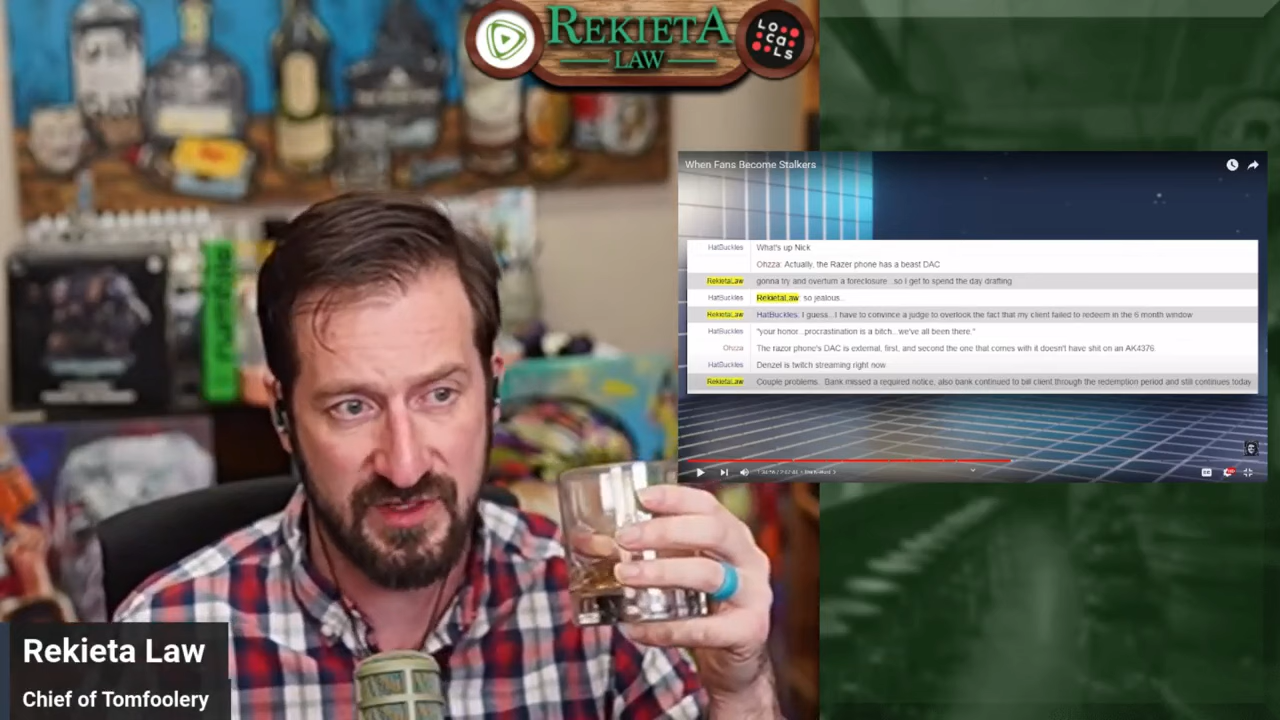 REKIETA
LAW
LOCALS
When Fans Become Stalkers
HatBuckles What's up Nick
Ohzza: Actually, the Razer phone has a beast DAC
RekietaLaw gonna try and overturn a foreclosure...so I get to spend the day drafting
HatBuckles RekietaLaw: so jealous..
RekietaLaw HatBuckles: I guess...I have to convince a judge to overlook the fact that my client failed to redeem in the 6 month window
HatBuckles "your honor...procrastination is a bitch...we've all been there."
Ohzza The razor phone's DAC is external, first, and second the one that comes with it doesn't have shit on an AK4376.
HatBuckles Denzel is twitch streaming right now
RekietaLaw Couple problems. Bank missed a required notice, also bank continued to bill client through the redemption period and still continues today
Rekieta Law
Chief of Tomfoolery